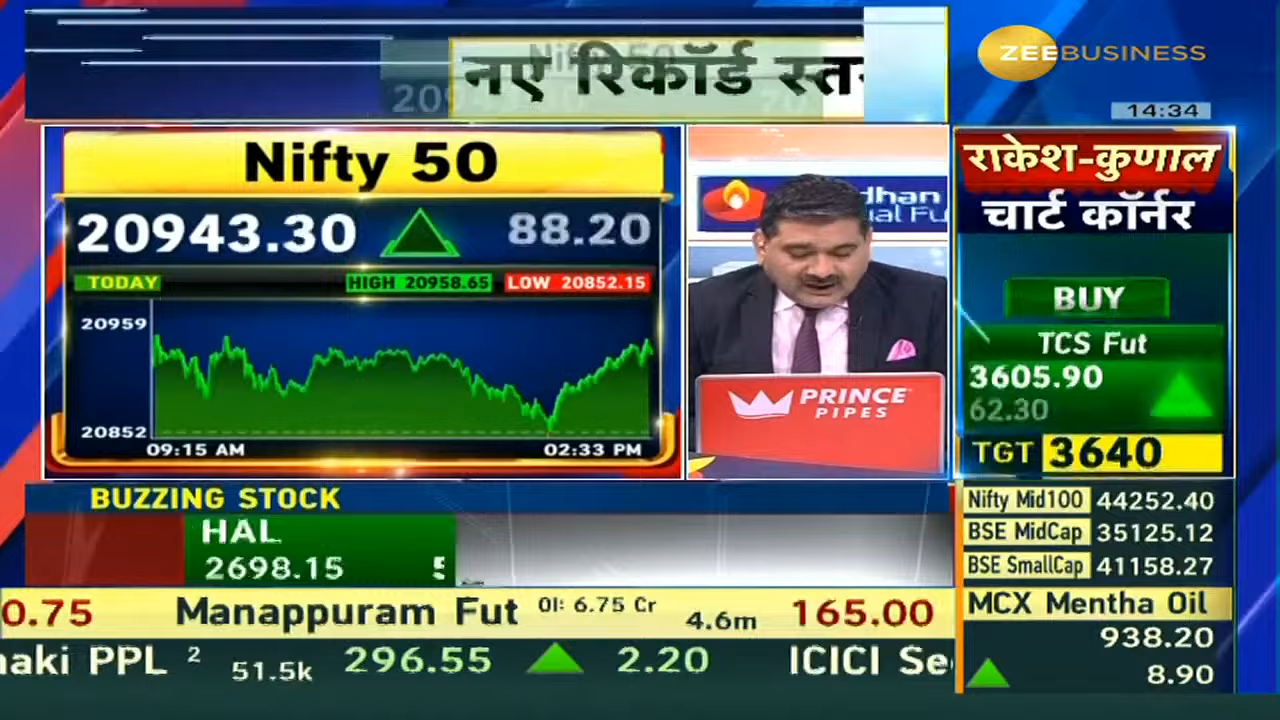 नए रिकॉर्ड
Nifty 50
ZEEBUSINESS
14:34
Nifty 50
20943.30 88.20
TODAY HIGH 20958.65 LOW 20852.15
20959
20852
09:15 AM 02:33 PM
PRINCE
PIPES
राकेश-कुणाल
चार्ट कॉर्नर
BUY
TCS Fut
3605.90
62.30
TGT 3640
BUZZING STOCK
HAL
2698.15
Nifty Mid100 44252.40
BSE MidCap 35125.12
BSE SmallCap 41158.27
MCX Mentha Oil
938.20
8.90
0.75 Manappuram Fut OI: 6.75 Cr 4.6m 165.00
PPL 2 51.5k 296.55 2.20 ICICI